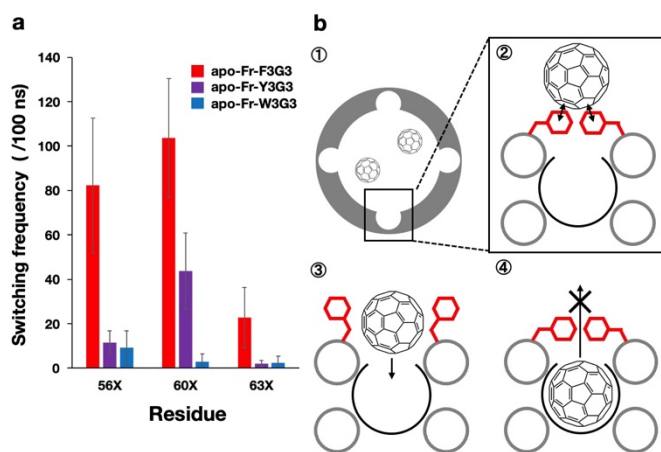 a
Switching frequency (/100 ns)
140
120
100
80
60
40
20
0
apo-Fr-F3G3
apo-Fr-Y3G3
apo-Fr-W3G3
56X
60X
63X
Residue
b
①
②
③
④